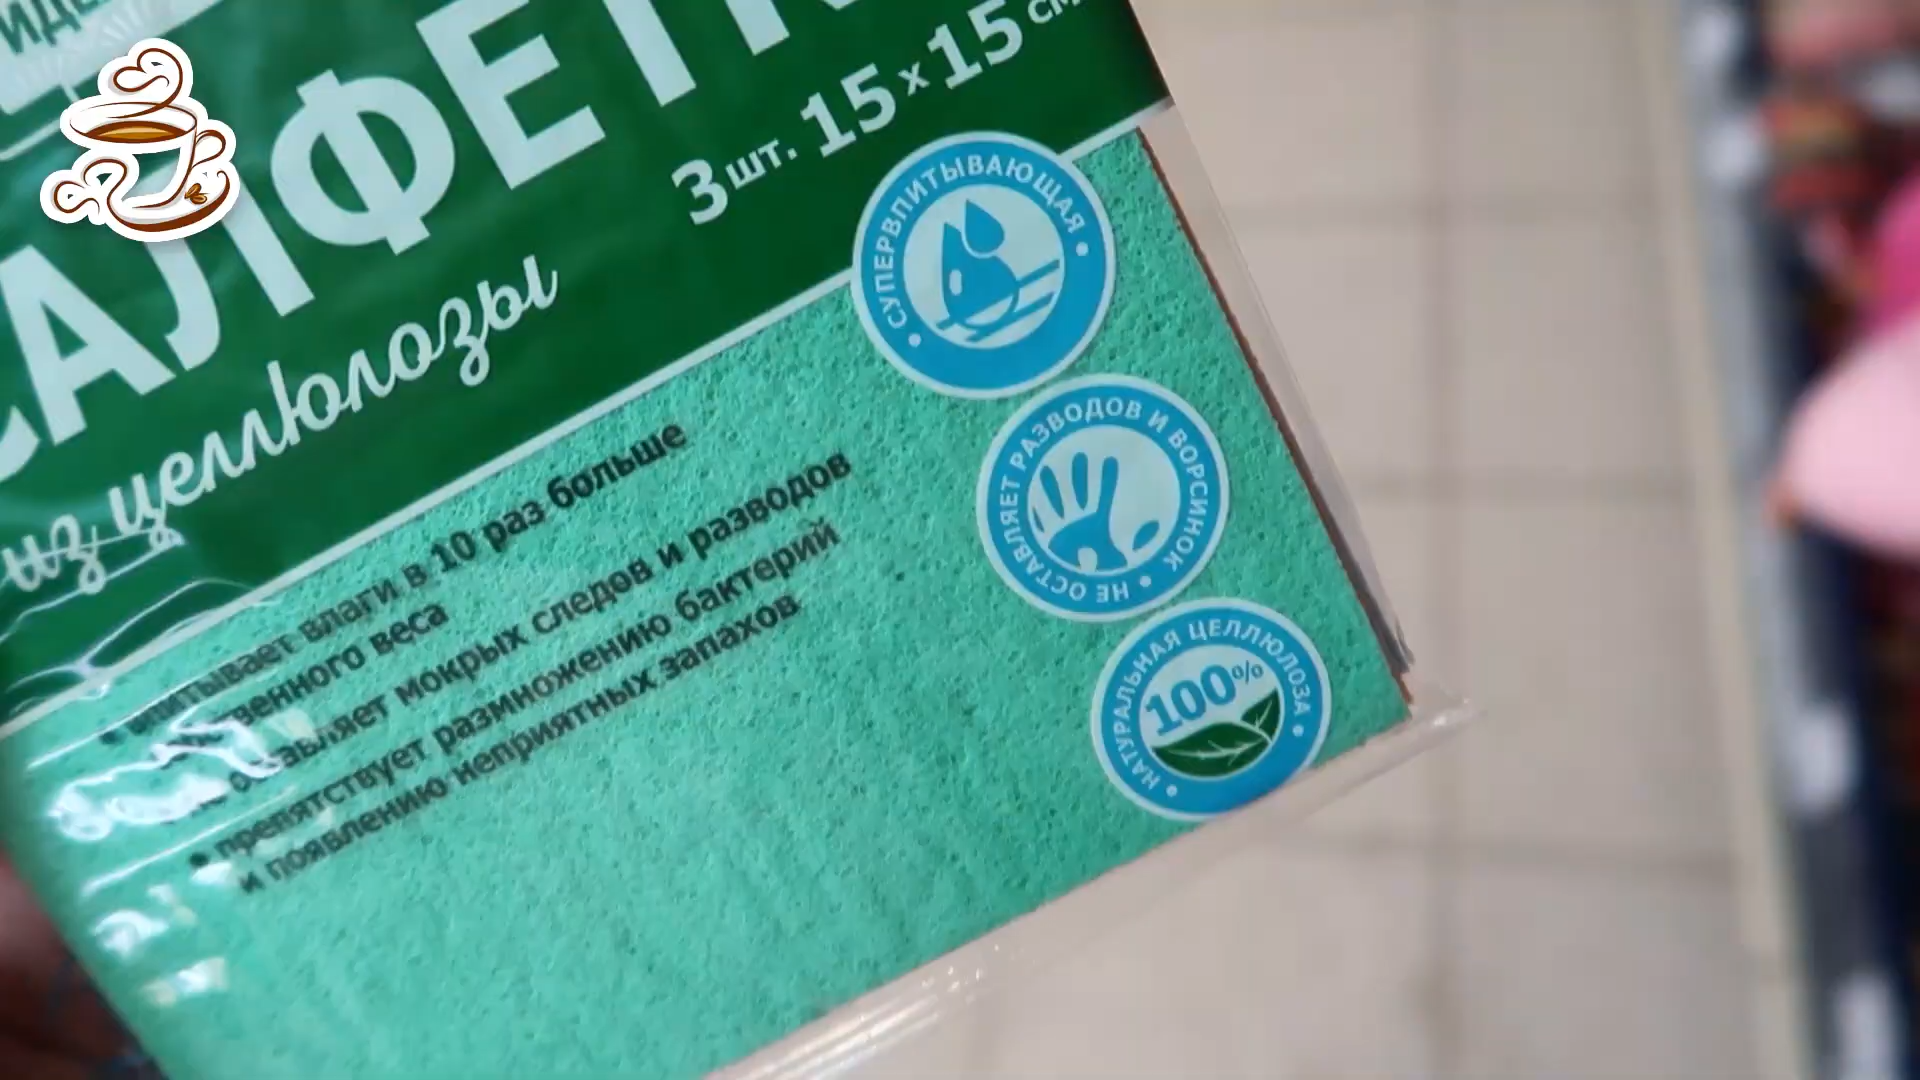 САЛФЕТК
из целлюлозы
3 шт. 15 x 15 см
• СУПЕРВПИТЫВАЮЩАЯ •
• НЕ ОСТАВЛЯЕТ РАЗВОДОВ И ВОРСИНОК
• НАТУРАЛЬНАЯ ЦЕЛЛЮЛОЗА •
100%
• впитывает влаги в 10 раз больше
веса
оставляет мокрых следов и разводов
• препятствует размножению бактерий
и появлению неприятных запахов